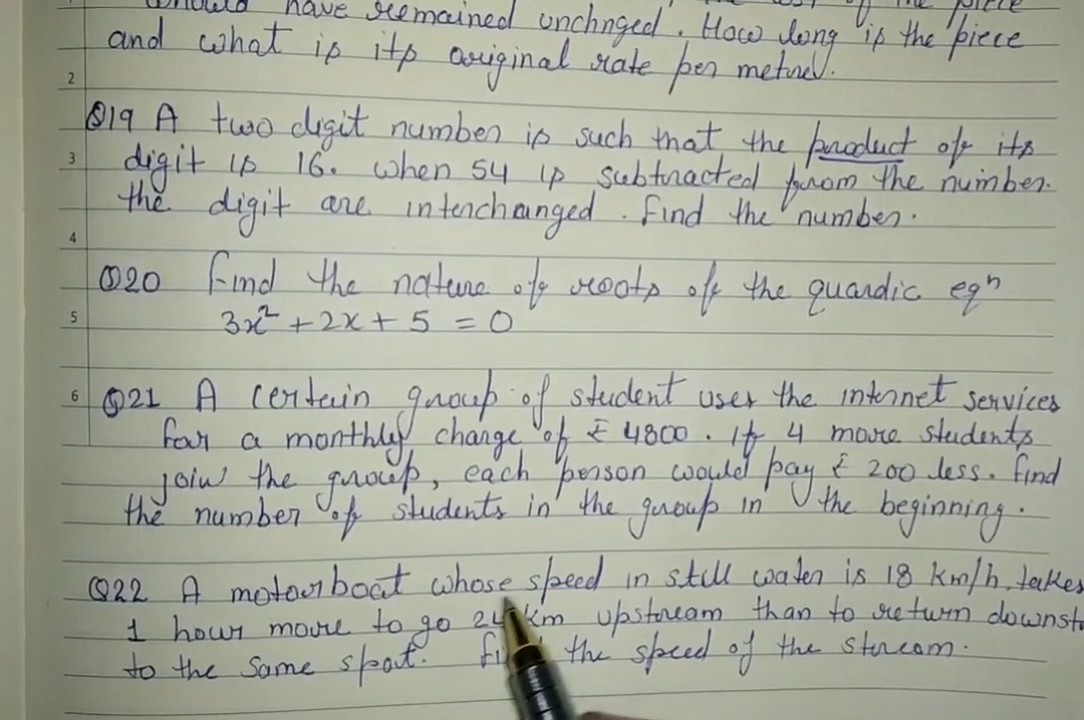 should have remained unchnged. How long is the piece
and what is its original rate per metre.
2
Q19 A two digit number is such that the product of its
3 digit is 16. when 54 is subtracted from the number.
the digit are interchanged. Find the number.
4
Q20 Find the nature of roots of the quardic eqⁿ
5 3x² + 2x + 5 = 0
6 Q21 A certain group of student uses the internet services
for a monthly charge of ₹ 4800. If 4 more students
join the group, each person would pay ₹ 200 less. Find
the number of students in the group in the beginning.
Q22 A motorboat whose speed in still water is 18 km/h takes
1 hour more to go 24 km upstream than to return downst
to the same spot. the speed of the stream.